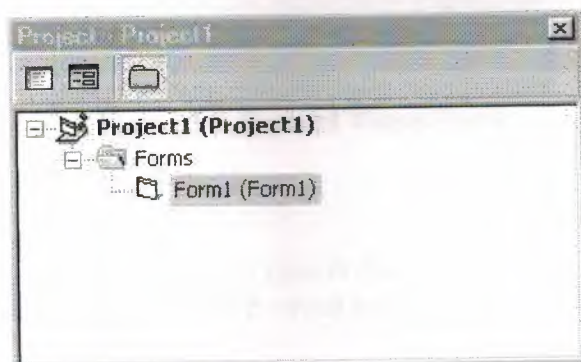 Project - Project1
Project1 (Project1)
Forms
Form1 (Form1)